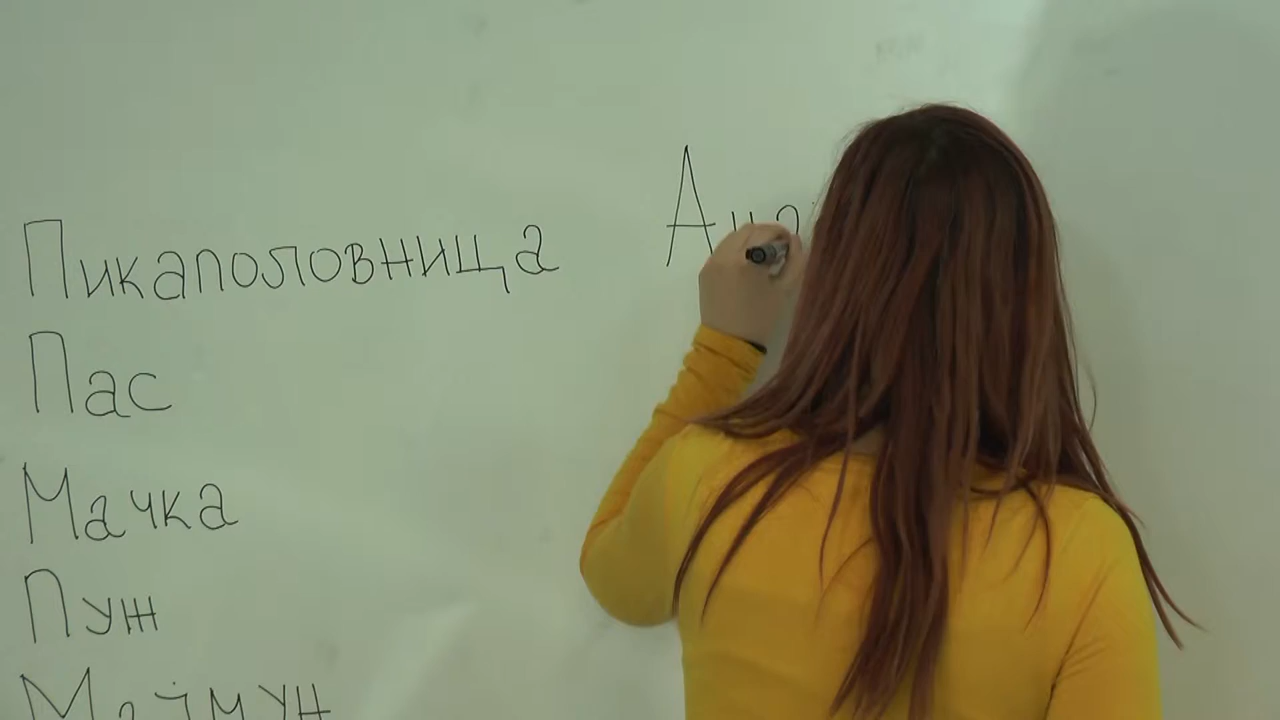 Пикаполовница
Пас
Мачка
Пуж
Мајмун